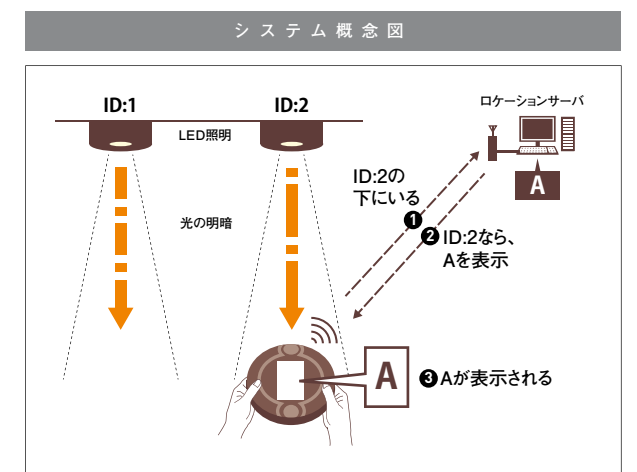 システム概念図
ID:1
ID:2
ロケーションサーバ
LED照明
A
ID:2の
下にいる
❶
光の明暗
❷ID:2なら、
Aを表示
A
❸Aが表示される